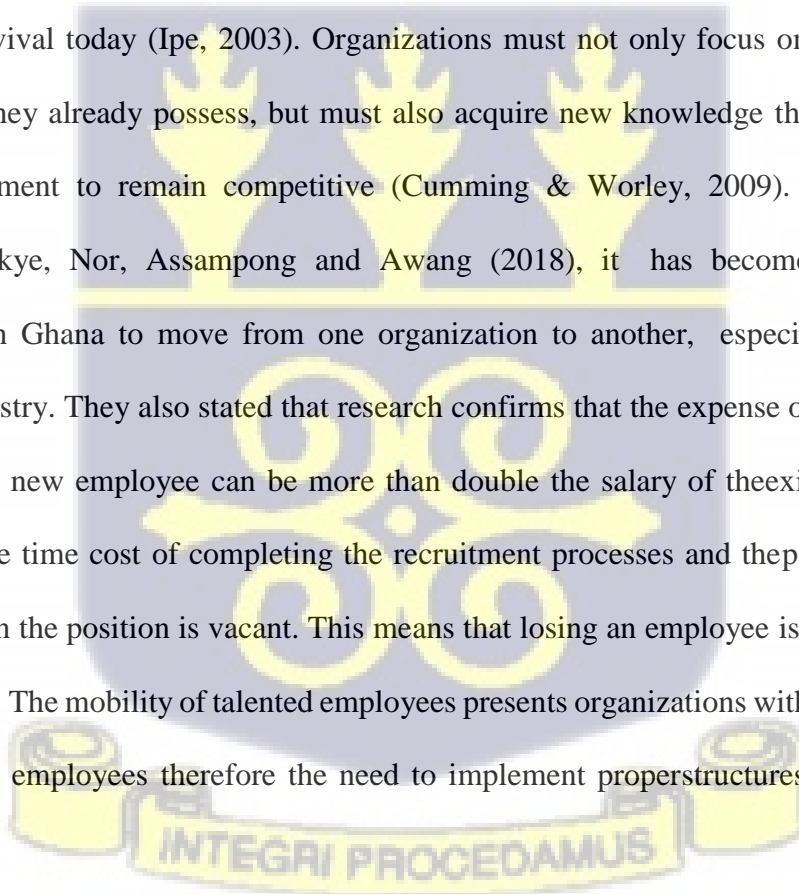 vival today (Ipe, 2003). Organizations must not only focus on
ney already possess, but must also acquire new knowledge th
ment to remain competitive (Cumming & Worley, 2009).
kye, Nor, Assampong and Awang (2018), it has become
n Ghana to move from one organization to another, especi
stry. They also stated that research confirms that the expense o
new employee can be more than double the salary of theexi
e time cost of completing the recruitment processes and thep
n the position is vacant. This means that losing an employee is
The mobility of talented employees presents organizations with
employees therefore the need to implement properstructures
INTEGRI PROCEDAMUS